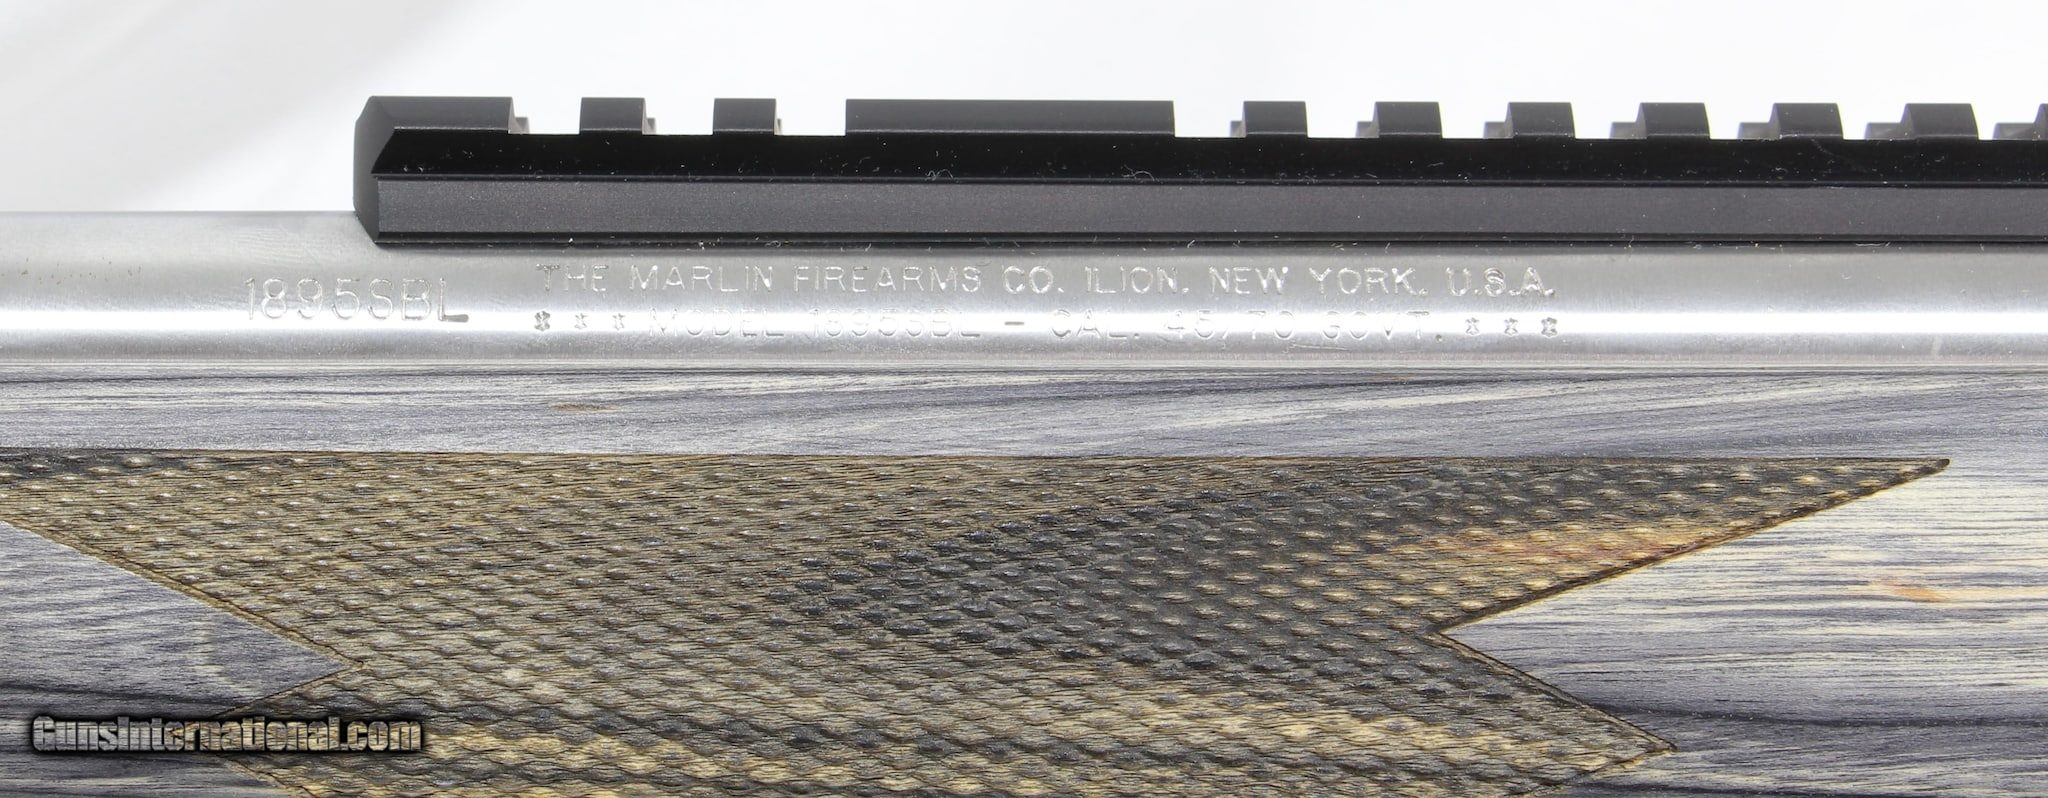 1895SBL
THE MARLIN FIREARMS CO. ILION, NEW YORK, U.S.A.
*** MODEL 1895SBL - CAL. 45/70 GOVT. ***
GunsInternational.com